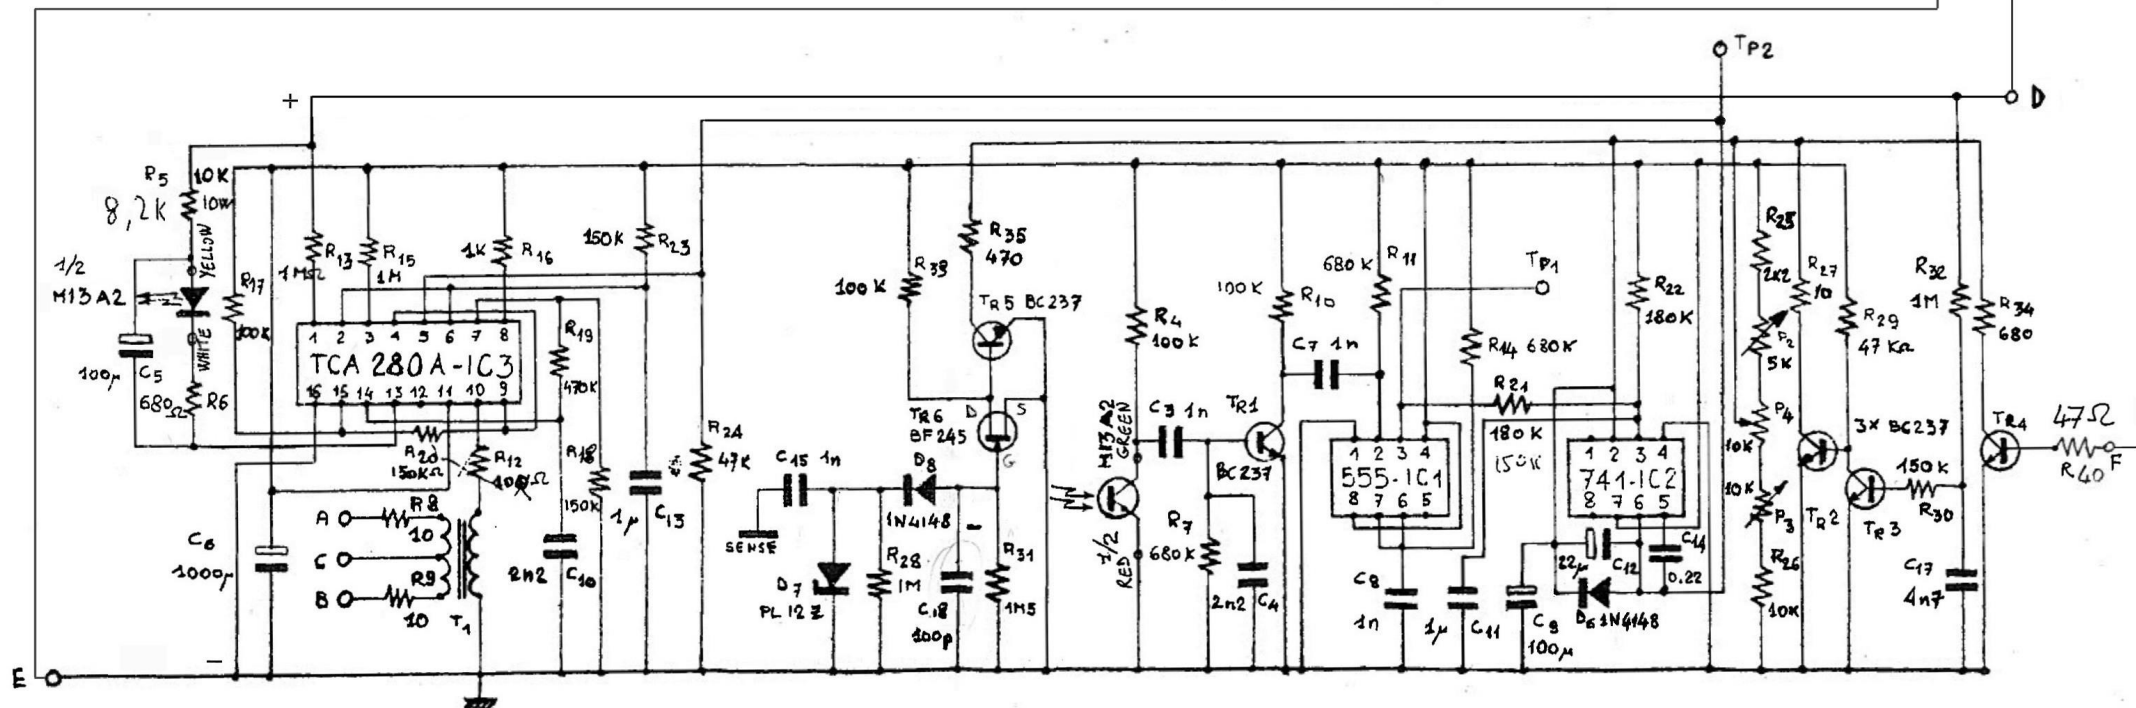 TP2
+
D
R5
10K
10W
8,2K
YELLOW
1/2
M13A2
WHITE
C5
100µ
680Ω
R6
R17
100K
R13
1MΩ
R15
1M
1K
R16
150K
R23
1 2 3 4 5 6 7 8
TCA 280A-IC3
16 15 14 13 12 11 10 9
R19
470K
R20
150KΩ
R12
100Ω
R18
150K
1µ
C13
R24
47K
C6
1000µ
A
R8
10
C
B
R9
10
T1
2n2
C10
−
E
R33
100K
R35
470
TR5 BC237
D
S
G
TR6
BF245
C15 1n
D8
1N4148
SENSE
D7
PL12Z
R28
1M
C18
100p
−
R31
1M5
R4
100K
M13A2
GREEN
1/2
RED
C3 1n
TR1
BC237
R7
680K
2n2
C4
100K
R10
C7 1n
680K
R11
TP1
R14 680K
R21
180K
150K
R22
180K
1 2 3 4
555-IC1
8 7 6 5
1 2 3 4
741-IC2
8 7 6 5
C8
1n
1µ
C11
C9
100µ
22µ
C12
C14
0.22
D6 1N4148
R25
2K2
P2
5K
P4
10K
10K
P3
R26
10K
R27
10
R29
47KΩ
3x BC237
TR2
TR3
150K
R30
R32
1M
R34
680
TR4
47Ω
R40
F
C17
4n7